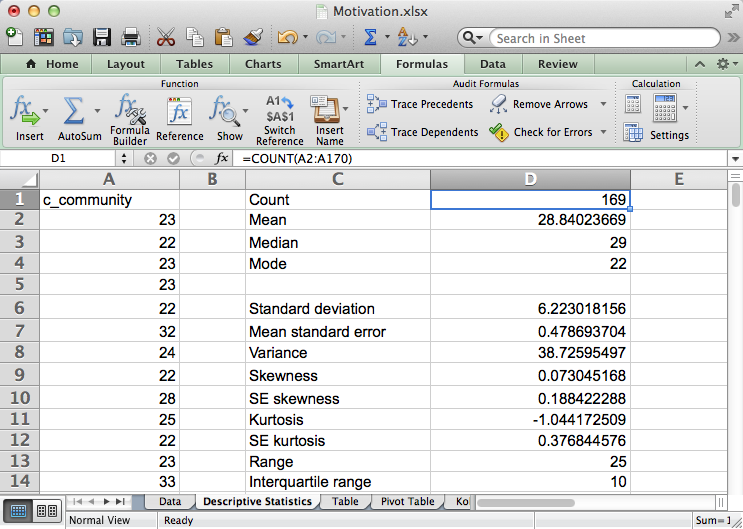 Motivation.xlsx
Search in Sheet
Home Layout Tables Charts SmartArt Formulas Data Review
Function Audit Formulas Calculation
fx Σ fx fx fx A1 $A$1 Trace Precedents Remove Arrows
Insert AutoSum Formula Builder Reference Show Switch Reference Insert Name Trace Dependents Check for Errors Settings
D1 fx =COUNT(A2:A170)
A B C D E
1 c_community Count 169
2 23 Mean 28.84023669
3 22 Median 29
4 23 Mode 22
5 23
6 22 Standard deviation 6.223018156
7 32 Mean standard error 0.478693704
8 24 Variance 38.72595497
9 22 Skewness 0.073045168
10 28 SE skewness 0.188422288
11 25 Kurtosis -1.044172509
12 22 SE kurtosis 0.376844576
13 23 Range 25
14 33 Interquartile range 10
Data Descriptive Statistics Table Pivot Table Ko
Normal View Ready Sum=1